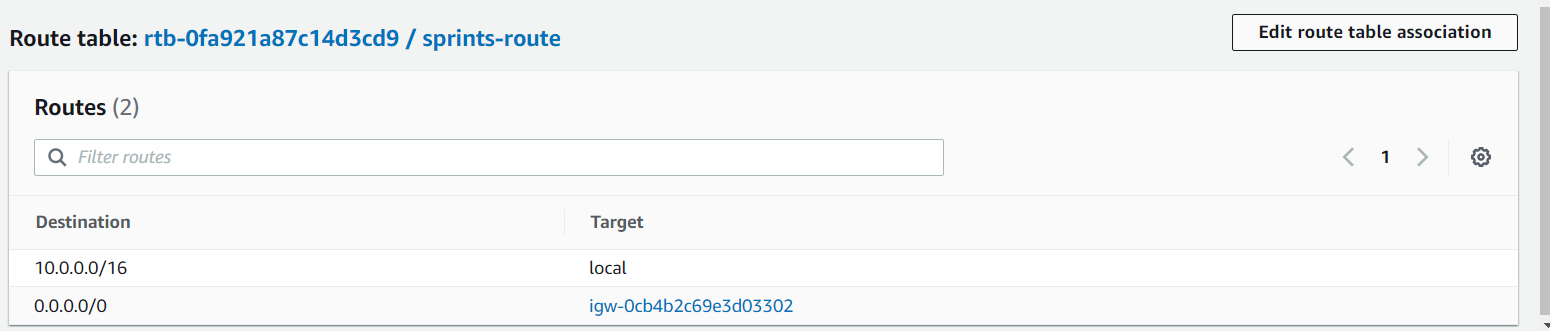 Route table: rtb-0fa921a87c14d3cd9 / sprints-route
Edit route table association
Routes (2)
Filter routes
1
Destination Target
10.0.0.0/16 local
0.0.0.0/0 igw-0cb4b2c69e3d03302